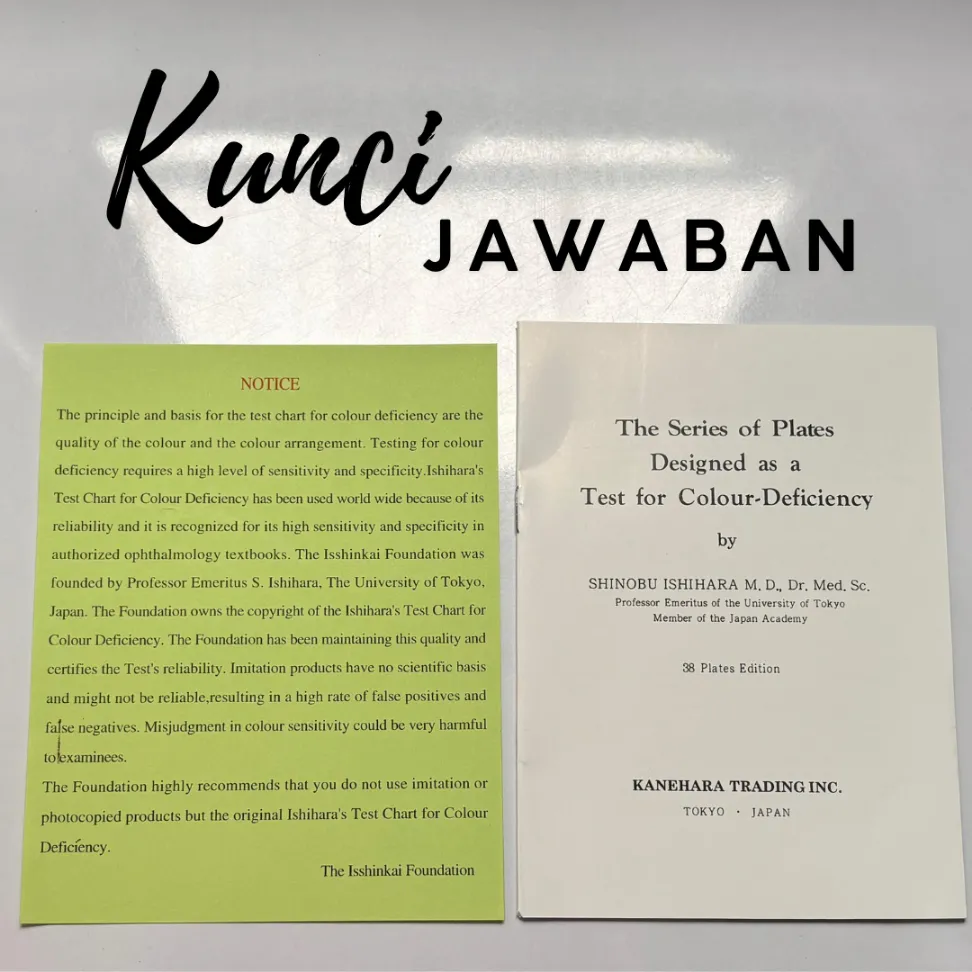 Kunci
JAWABAN
NOTICE
The principle and basis for the test chart for colour deficiency are the
quality of the colour and the colour arrangement. Testing for colour
deficiency requires a high level of sensitivity and specificity.Ishihara's
Test Chart for Colour Deficiency has been used world wide because of its
reliability and it is recognized for its high sensitivity and specificity in
authorized ophthalmology textbooks. The Isshinkai Foundation was
founded by Professor Emeritus S. Ishihara, The University of Tokyo,
Japan. The Foundation owns the copyright of the Ishihara's Test Chart for
Colour Deficiency. The Foundation has been maintaining this quality and
certifies the Test's reliability. Imitation products have no scientific basis
and might not be reliable,resulting in a high rate of false positives and
false negatives. Misjudgment in colour sensitivity could be very harmful
to examinees.
The Foundation highly recommends that you do not use imitation or
photocopied products but the original Ishihara's Test Chart for Colour
Deficiency.
The Isshinkai Foundation
The Series of Plates
Designed as a
Test for Colour-Deficiency
by
SHINOBU ISHIHARA M. D., Dr. Med. Sc.
Professor Emeritus of the University of Tokyo
Member of the Japan Academy
38 Plates Edition
KANEHARA TRADING INC.
TOKYO · JAPAN